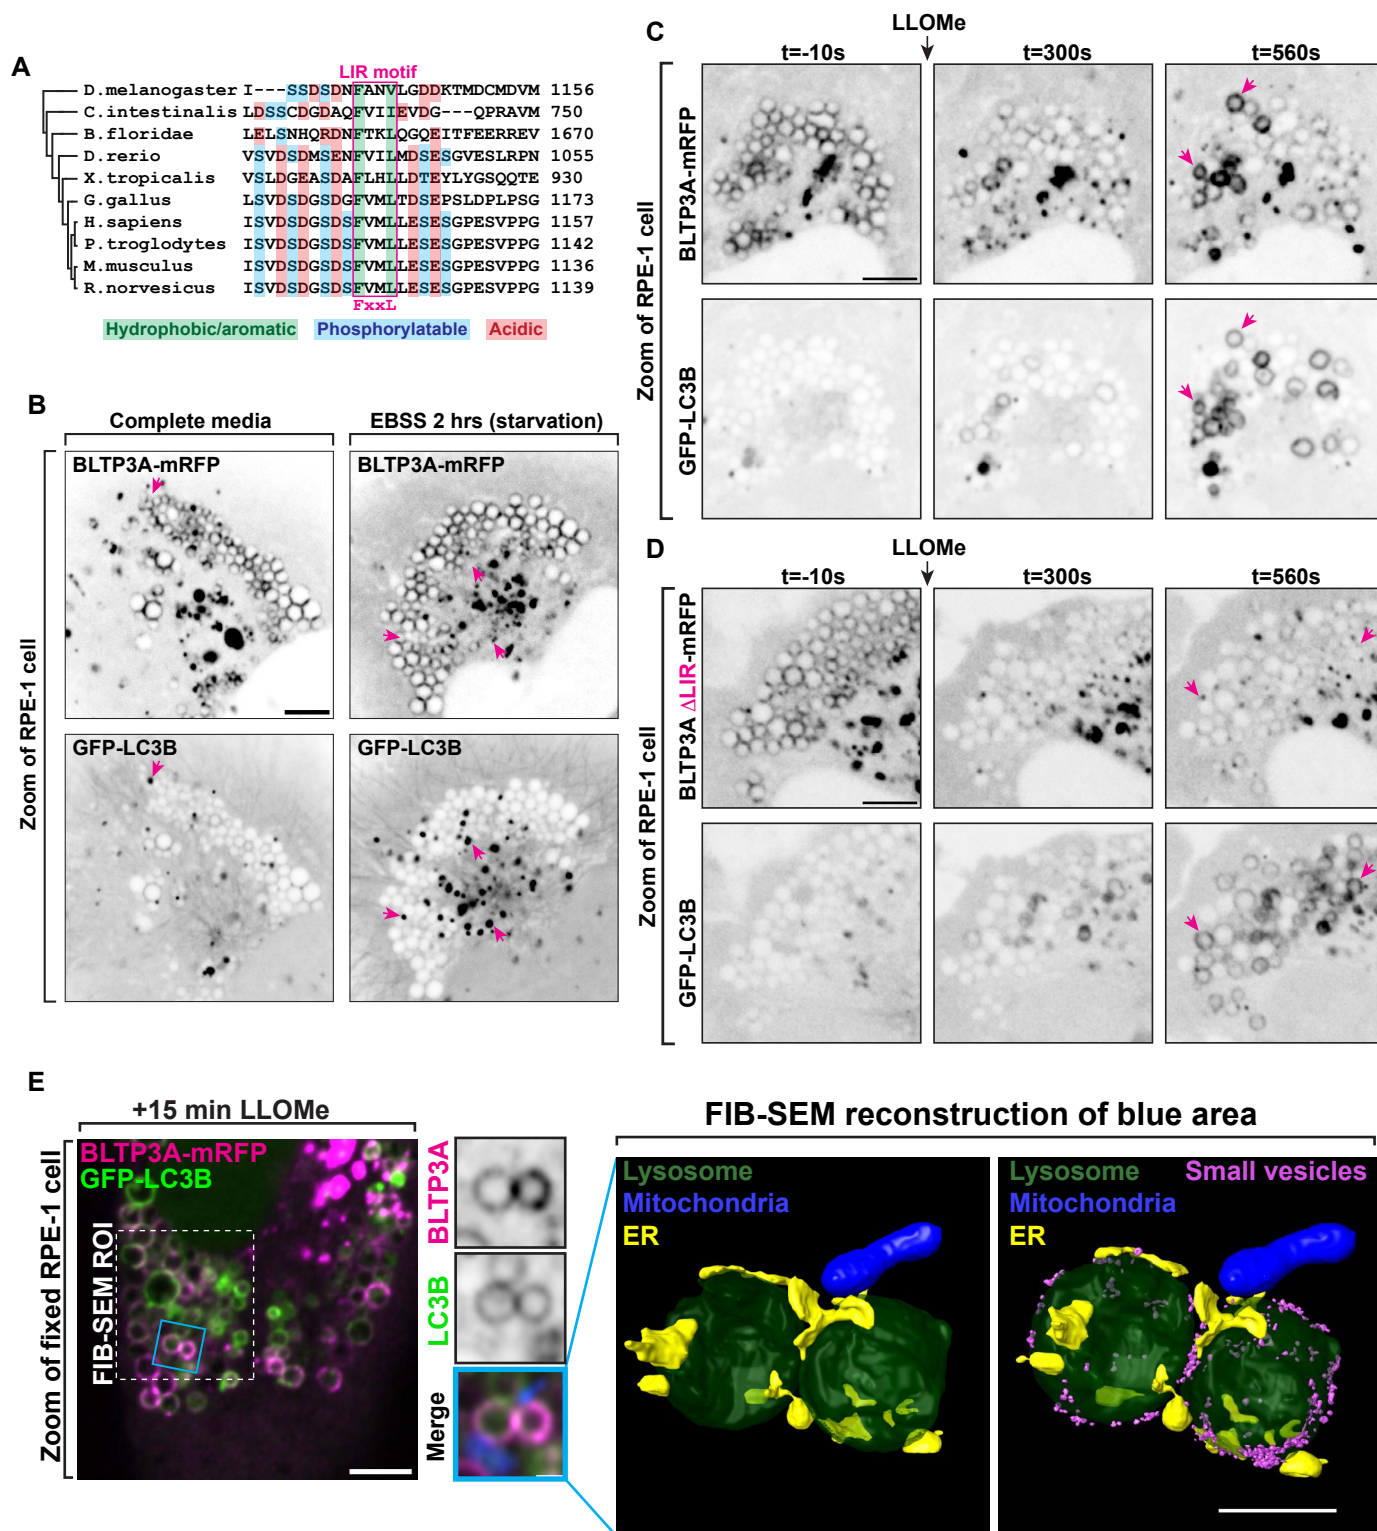 A
LIR motif
D.melanogaster I---SSDSDNFANVLGDDKTMDCMDVM 1156
C.intestinalis LDSSCDGDAQFVIIEVDG---QPRAVM 750
B.floridae LELSNHQRDNFTKLQGQEITFEERREV 1670
D.rerio VSVDSDMSENFVILMDSESGVESLRPN 1055
X.tropicalis VSLDGEASDAFLHLLDTEYLYGSQQTE 930
G.gallus LSVDSDGSDGFVMLTDSEPSLDPLPSG 1173
H.sapiens ISVDSDGSDSFVMLLESESGPESVPPG 1157
P.troglodytes ISVDSDGSDSFVMLLESESGPESVPPG 1142
M.musculus ISVDSDGSDSFVMLLESESGPESVPPG 1136
R.norvesicus ISVDSDGSDSFVMLLESESGPESVPPG 1139
FxxL
Hydrophobic/aromatic Phosphorylatable Acidic
B
Complete media EBSS 2 hrs (starvation)
Zoom of RPE-1 cell
BLTP3A-mRFP BLTP3A-mRFP
GFP-LC3B GFP-LC3B
C
LLOMe
t=-10s t=300s t=560s
Zoom of RPE-1 cell
BLTP3A-mRFP
GFP-LC3B
D
LLOMe
t=-10s t=300s t=560s
Zoom of RPE-1 cell
BLTP3A ΔLIR-mRFP
GFP-LC3B
E
+15 min LLOMe
Zoom of fixed RPE-1 cell
BLTP3A-mRFP
GFP-LC3B
FIB-SEM ROI
BLTP3A
LC3B
Merge
FIB-SEM reconstruction of blue area
Lysosome
Mitochondria
ER
Lysosome Small vesicles
Mitochondria
ER